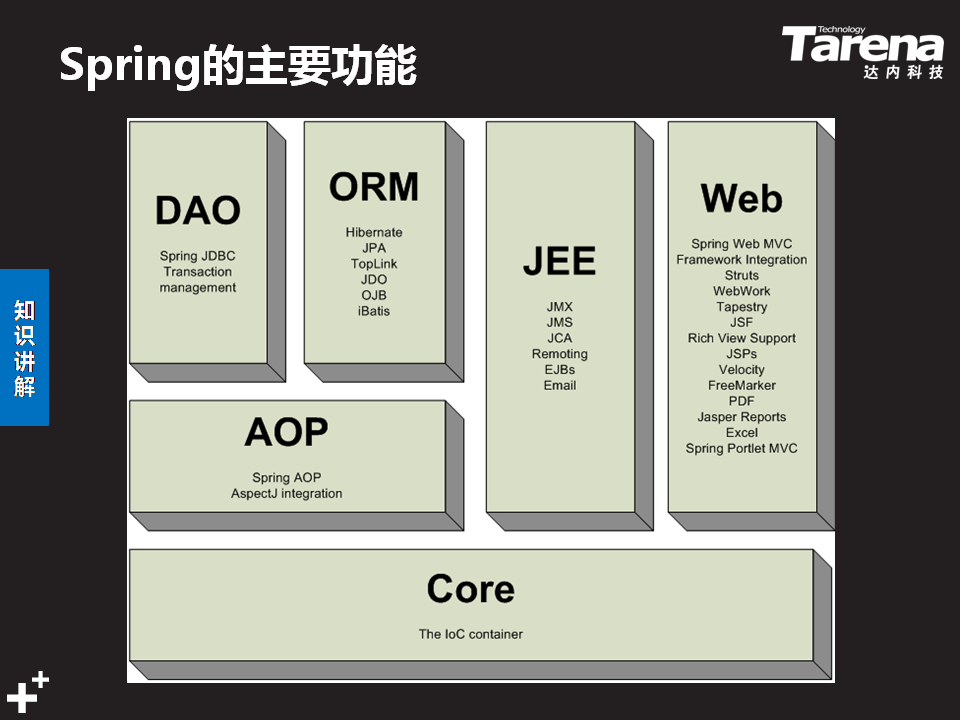 Spring的主要功能
Technology
Tarena
达内科技
知识讲解
DAO
Spring JDBC
Transaction
management
ORM
Hibernate
JPA
TopLink
JDO
OJB
iBatis
JEE
JMX
JMS
JCA
Remoting
EJBs
Email
Web
Spring Web MVC
Framework Integration
Struts
WebWork
Tapestry
JSF
Rich View Support
JSPs
Velocity
FreeMarker
PDF
Jasper Reports
Excel
Spring Portlet MVC
AOP
Spring AOP
AspectJ integration
Core
The IoC container